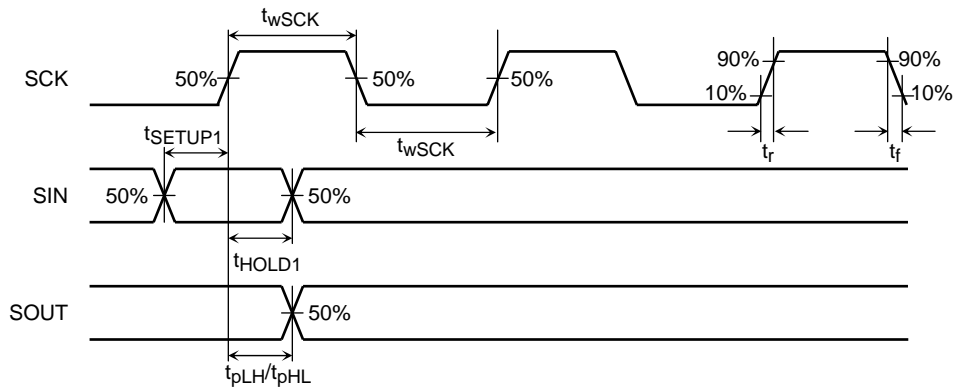 twSCK
SCK
50%
50%
50%
90%
90%
10%
10%
tSETUP1
twSCK
tr
tf
SIN
50%
50%
tHOLD1
SOUT
50%
tpLH/tpHL